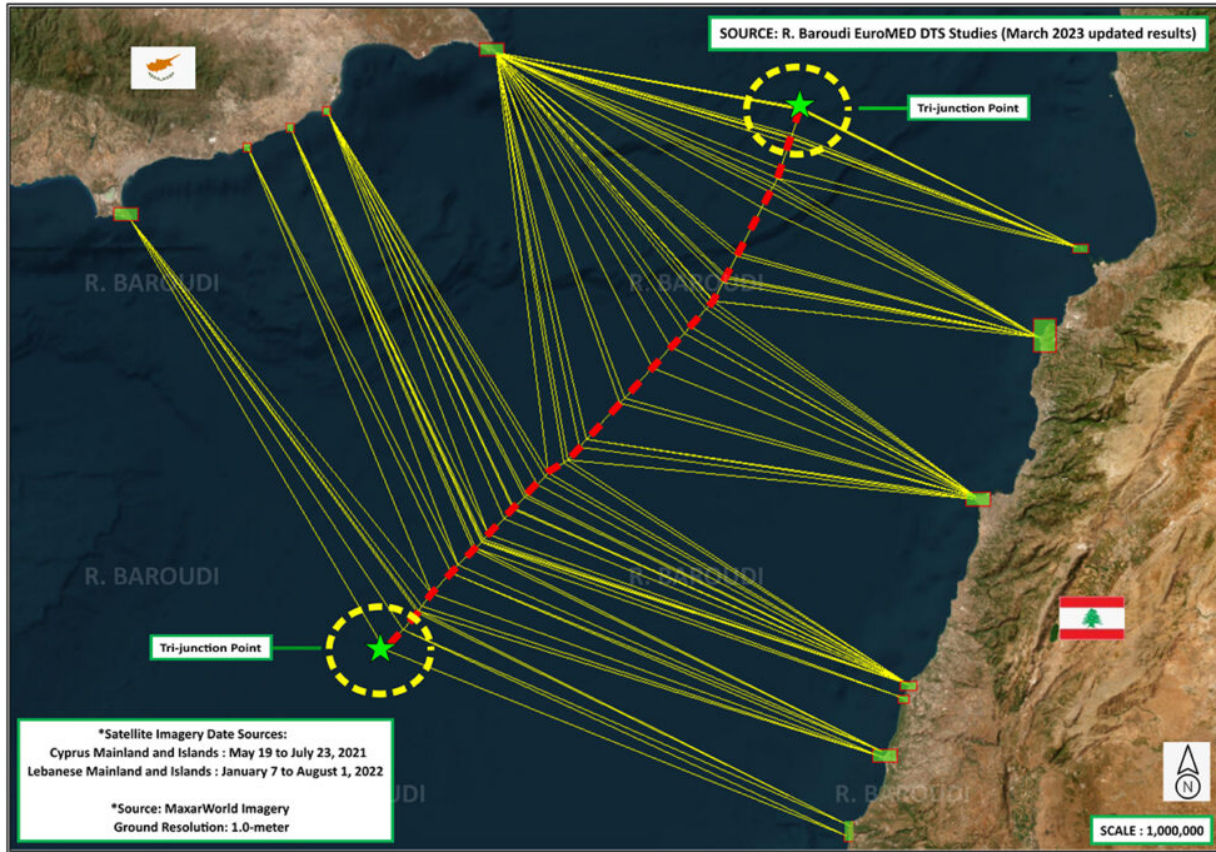 SOURCE: R. Baroudi EuroMED DTS Studies (March 2023 updated results)
Tri-junction Point
R. BAROUDI
R. BAROUDI
R. BAROUDI
R. BAROUDI
Tri-junction Point
*Satellite Imagery Date Sources:
Cyprus Mainland and Islands : May 19 to July 23, 2021
Lebanese Mainland and Islands : January 7 to August 1, 2022
*Source: MaxarWorld Imagery
Ground Resolution: 1.0-meter
UDI
R. BAROUDI
N
SCALE : 1,000,000